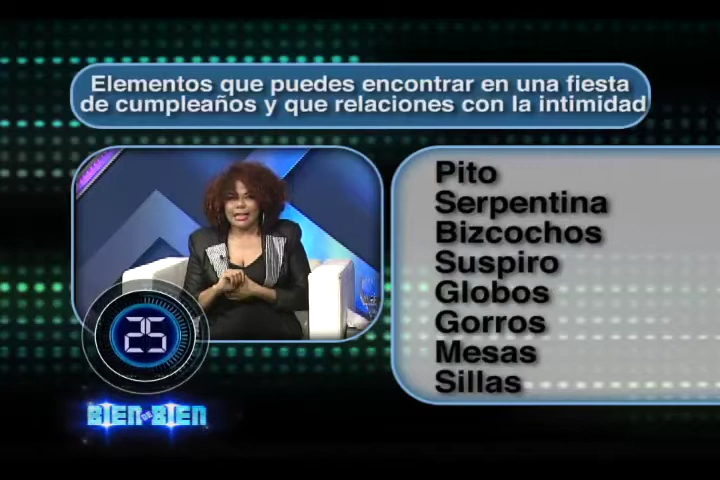 Elementos que puedes encontrar en una fiesta
de cumpleaños y que relaciones con la intimidad
Pito
Serpentina
Bizcochos
Suspiro
Globos
Gorros
Mesas
Sillas
25
BIEN DE BIEN